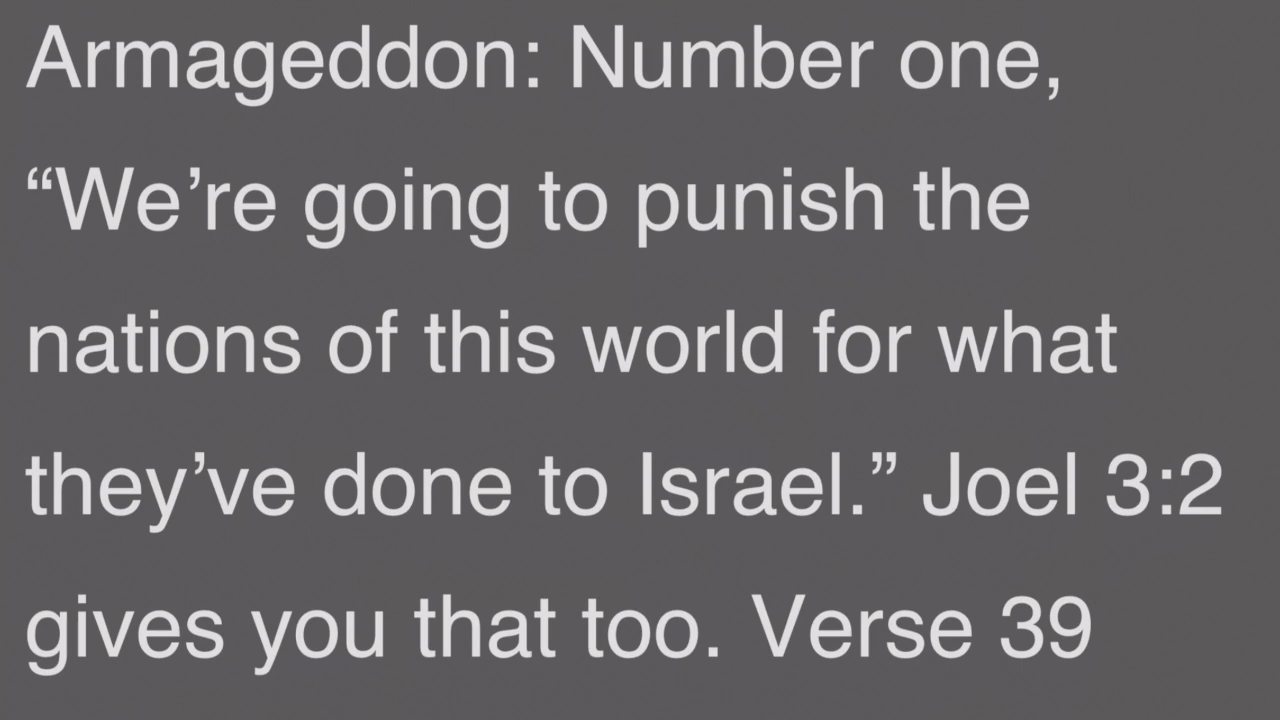 Armageddon: Number one,
“We’re going to punish the
nations of this world for what
they’ve done to Israel.” Joel 3:2
gives you that too. Verse 39